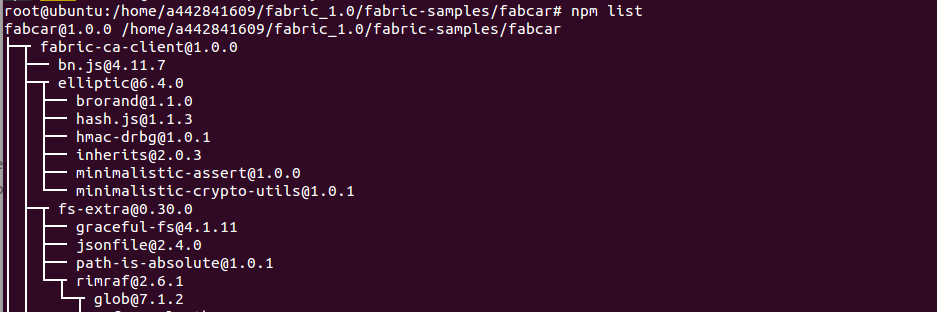 root@ubuntu:/home/a442841609/fabric_1.0/fabric-samples/fabcar# npm list
fabcar@1.0.0 /home/a442841609/fabric_1.0/fabric-samples/fabcar
├─┬ fabric-ca-client@1.0.0
│ ├── bn.js@4.11.7
│ ├─┬ elliptic@6.4.0
│ │ ├── brorand@1.1.0
│ │ ├── hash.js@1.1.3
│ │ ├── hmac-drbg@1.0.1
│ │ ├── inherits@2.0.3
│ │ ├── minimalistic-assert@1.0.0
│ │ └── minimalistic-crypto-utils@1.0.1
│ ├─┬ fs-extra@0.30.0
│ │ ├── graceful-fs@4.1.11
│ │ ├── jsonfile@2.4.0
│ │ ├── path-is-absolute@1.0.1
│ │ └─┬ rimraf@2.6.1
│ │   └─┬ glob@7.1.2